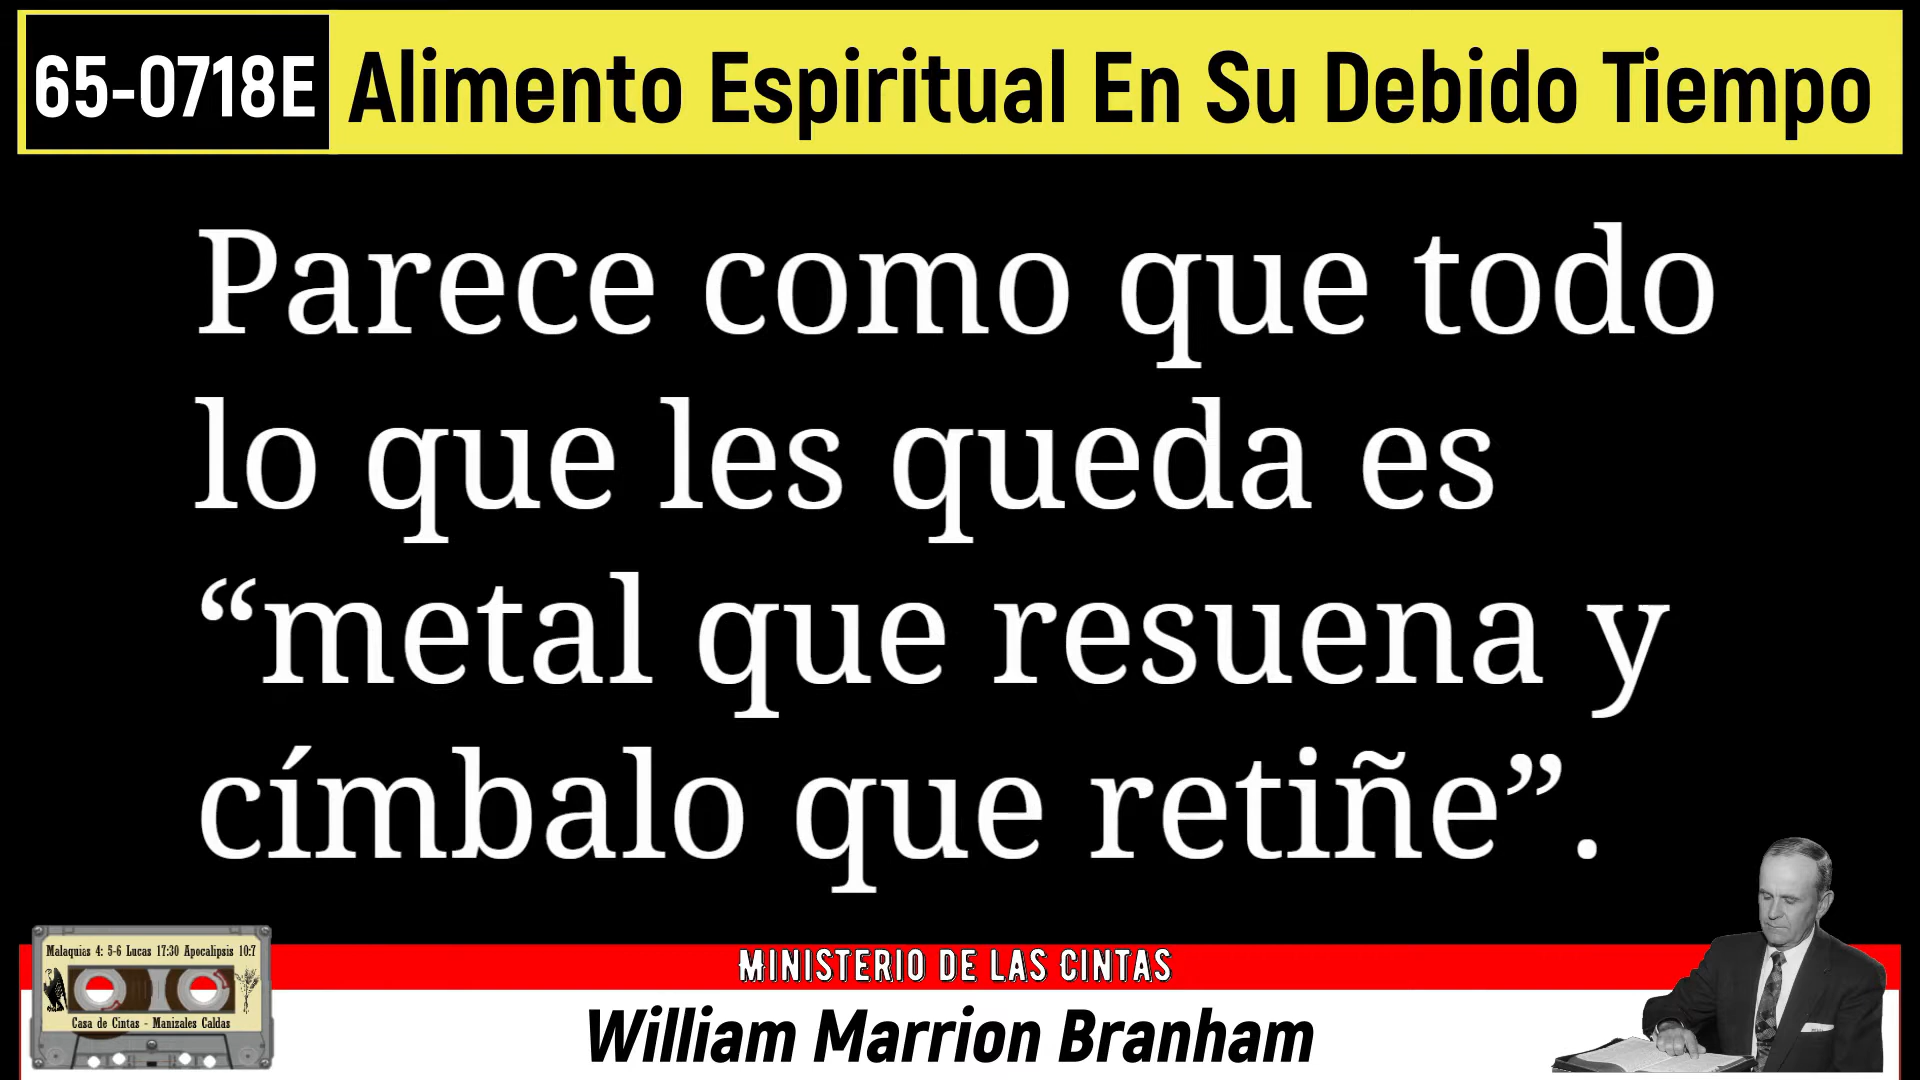 65-0718E Alimento Espiritual En Su Debido Tiempo
Parece como que todo
lo que les queda es
“metal que resuena y
címbalo que retiñe”.
Malaquias 4: 5-6 Lucas 17:30 Apocalipsis 10:7
Casa de Cintas - Manizales Caldas
MINISTERIO DE LAS CINTAS
William Marrion Branham